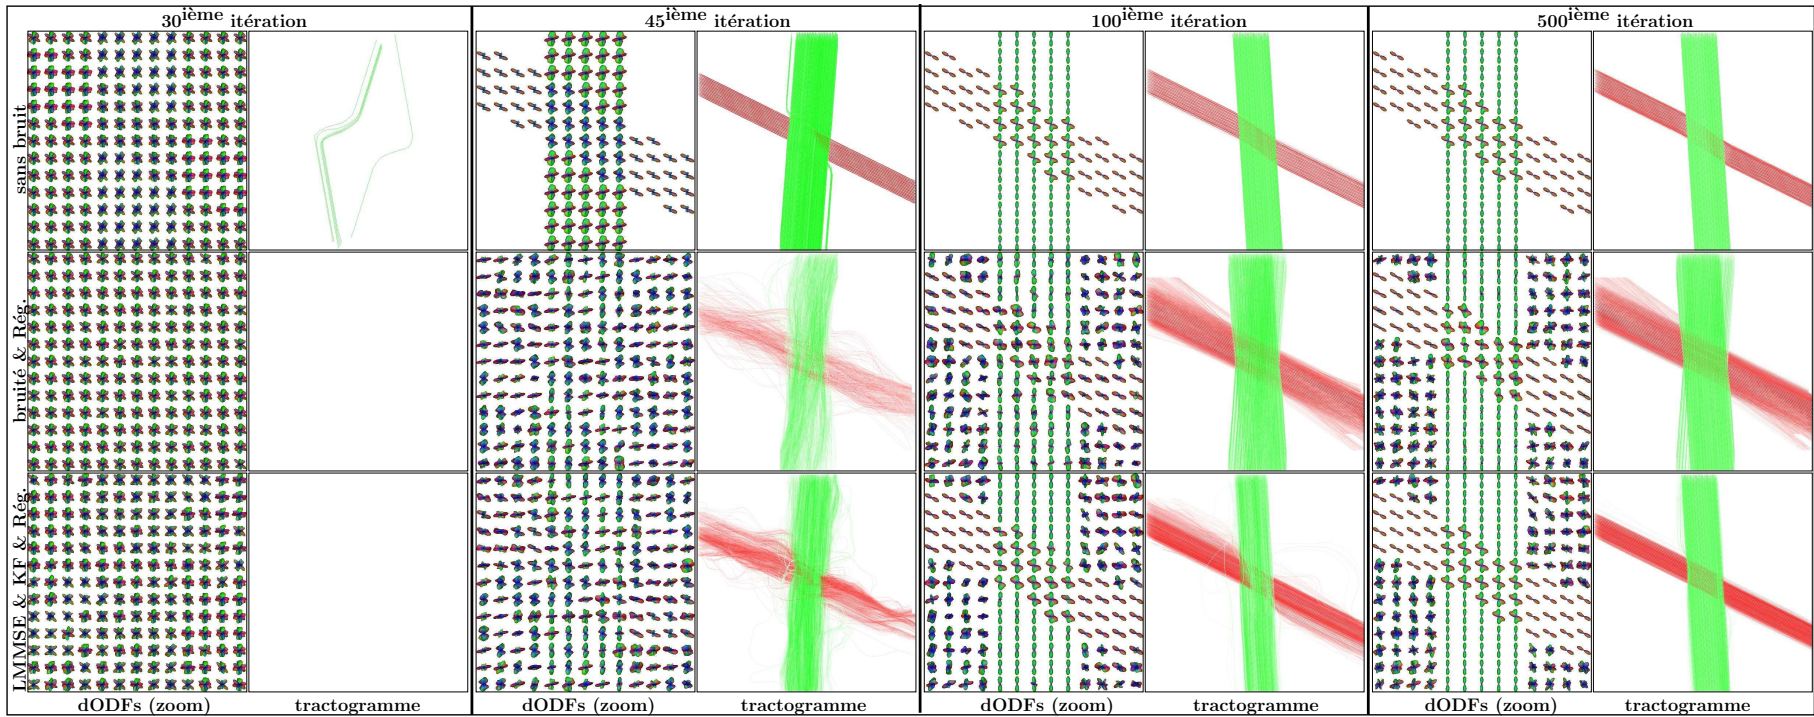 30ième itération
45ième itération
100ième itération
500ième itération
sans bruit
bruité & Rég.
LMMSE & KF & Rég.
dODFs (zoom)
tractogramme
dODFs (zoom)
tractogramme
dODFs (zoom)
tractogramme
dODFs (zoom)
tractogramme